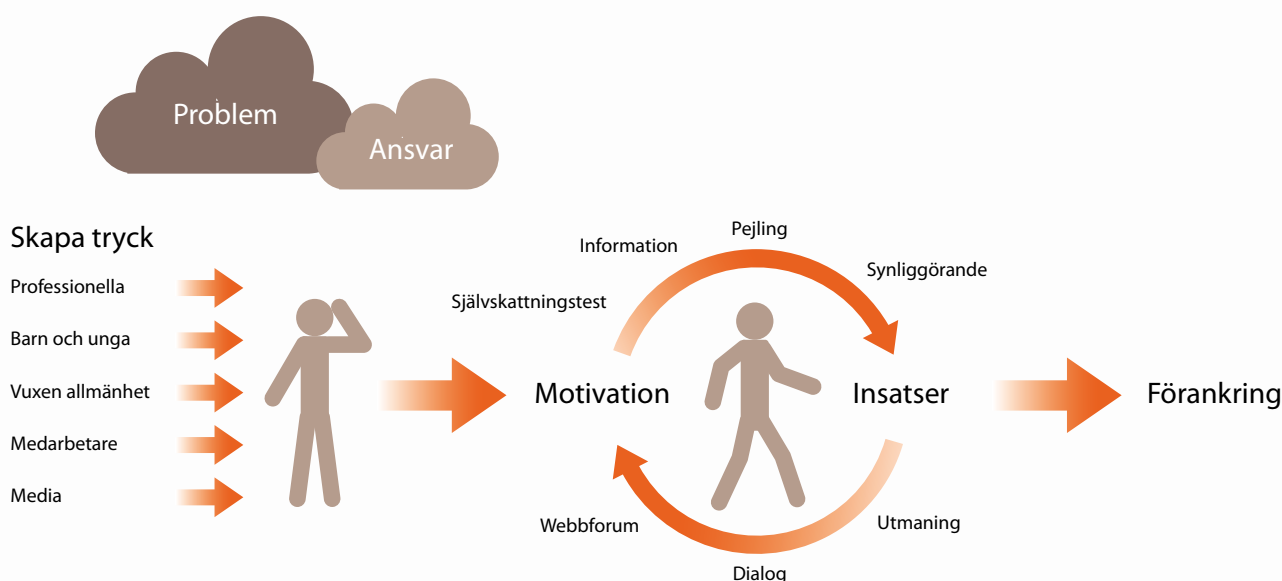 Problem
Ansvar
Skapa tryck
Professionella
Barn och unga
Vuxen allmänhet
Medarbetare
Media
Motivation
Självskattningstest
Information
Pejling
Synliggörande
Insatser
Utmaning
Dialog
Webbforum
Förankring